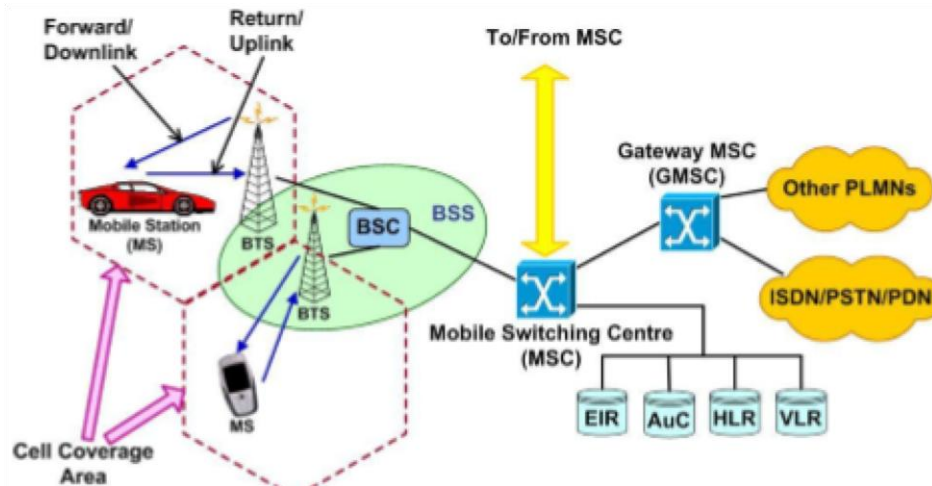 Forward/
Downlink
Return/
Uplink
To/From MSC
Gateway MSC
(GMSC)
Other PLMNs
Mobile Station
(MS)
BTS
BSC
BSS
BTS
ISDN/PSTN/PDN
Mobile Switching Centre
(MSC)
MS
EIR
AuC
HLR
VLR
Cell Coverage
Area